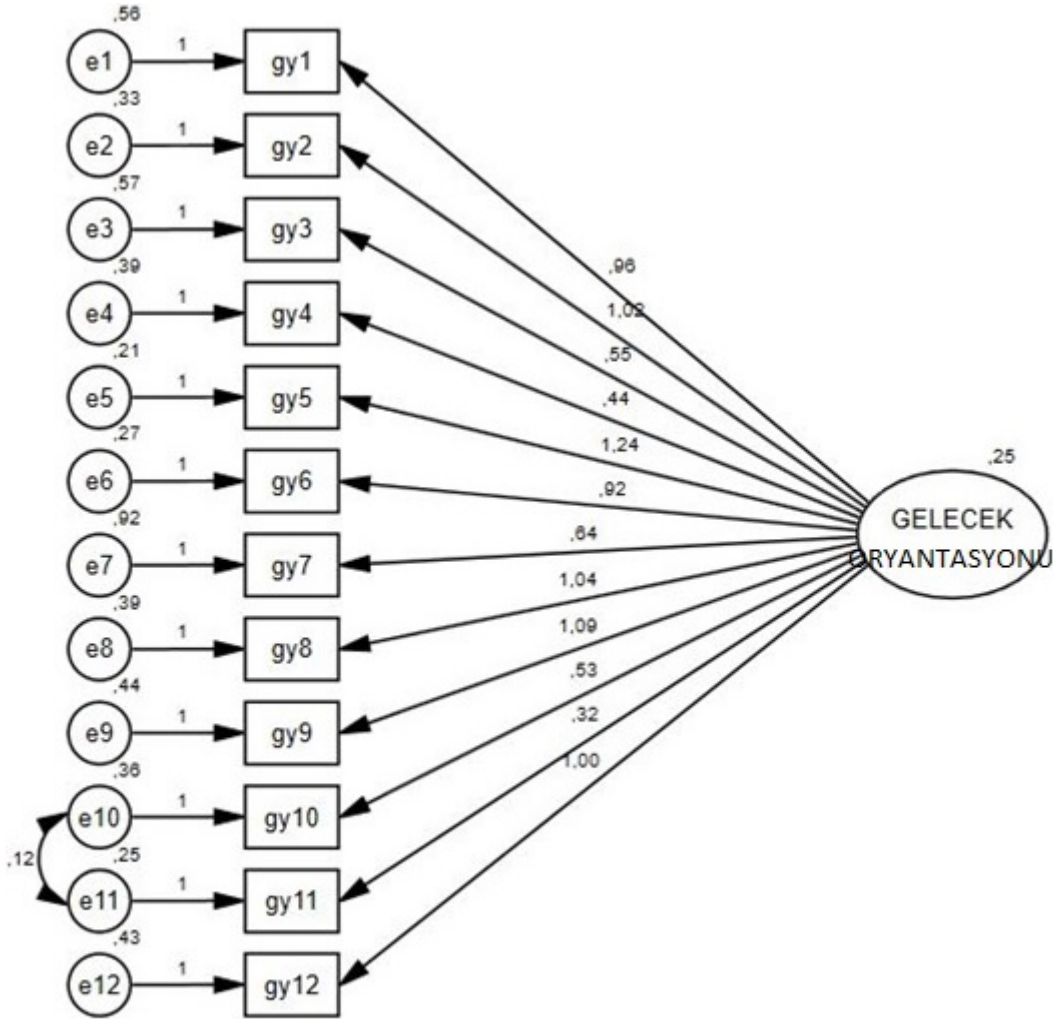 ,56
e1 1 gy1
,33
e2 1 gy2
,57
e3 1 gy3
,39
e4 1 gy4
,21
e5 1 gy5
,27
e6 1 gy6
,92
e7 1 gy7
,39
e8 1 gy8
,44
e9 1 gy9
,36
e10 1 gy10
,12
,25
e11 1 gy11
,43
e12 1 gy12
,96
1,02
,55
,44
1,24
,92
,64
1,04
1,09
,53
,32
1,00
,25
GELECEK
ORYANTASYONU